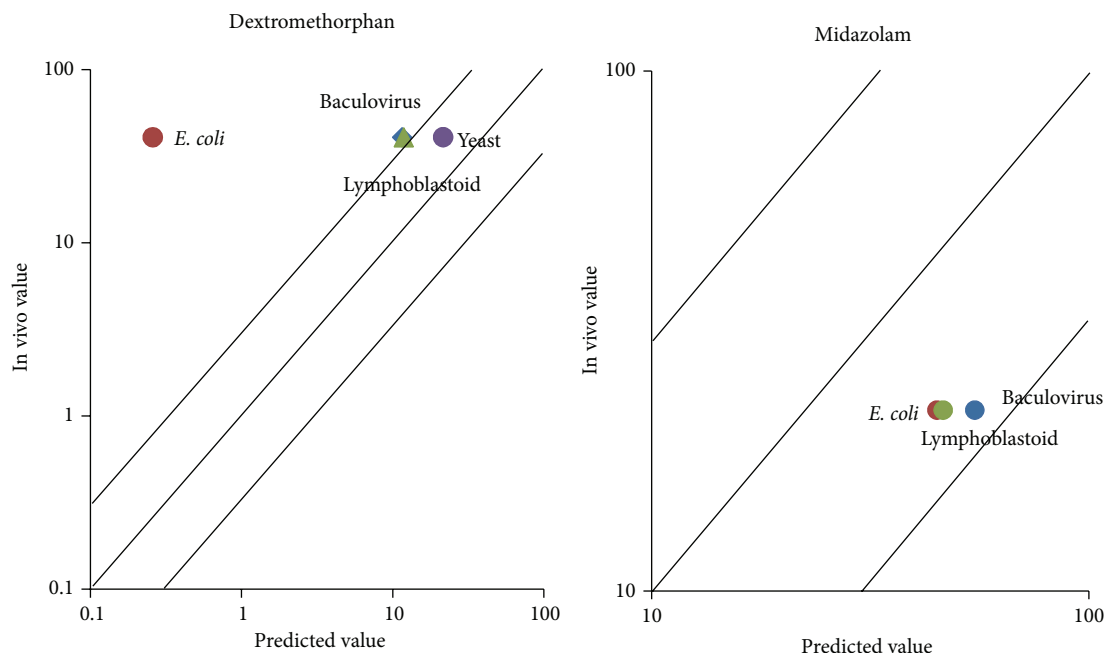 Dextromethorphan
100
10
1
0.1
0.1
1
10
100
In vivo value
Predicted value
Baculovirus
E. coli
Yeast
Lymphoblastoid
Midazolam
100
10
10
100
In vivo value
Predicted value
Baculovirus
E. coli
Lymphoblastoid